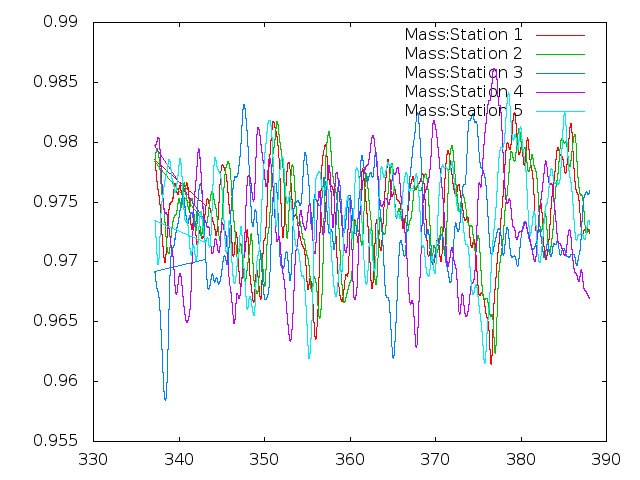 0.99
0.985
0.98
0.975
0.97
0.965
0.96
0.955
330 340 350 360 370 380 390
Mass:Station 1
Mass:Station 2
Mass:Station 3
Mass:Station 4
Mass:Station 5